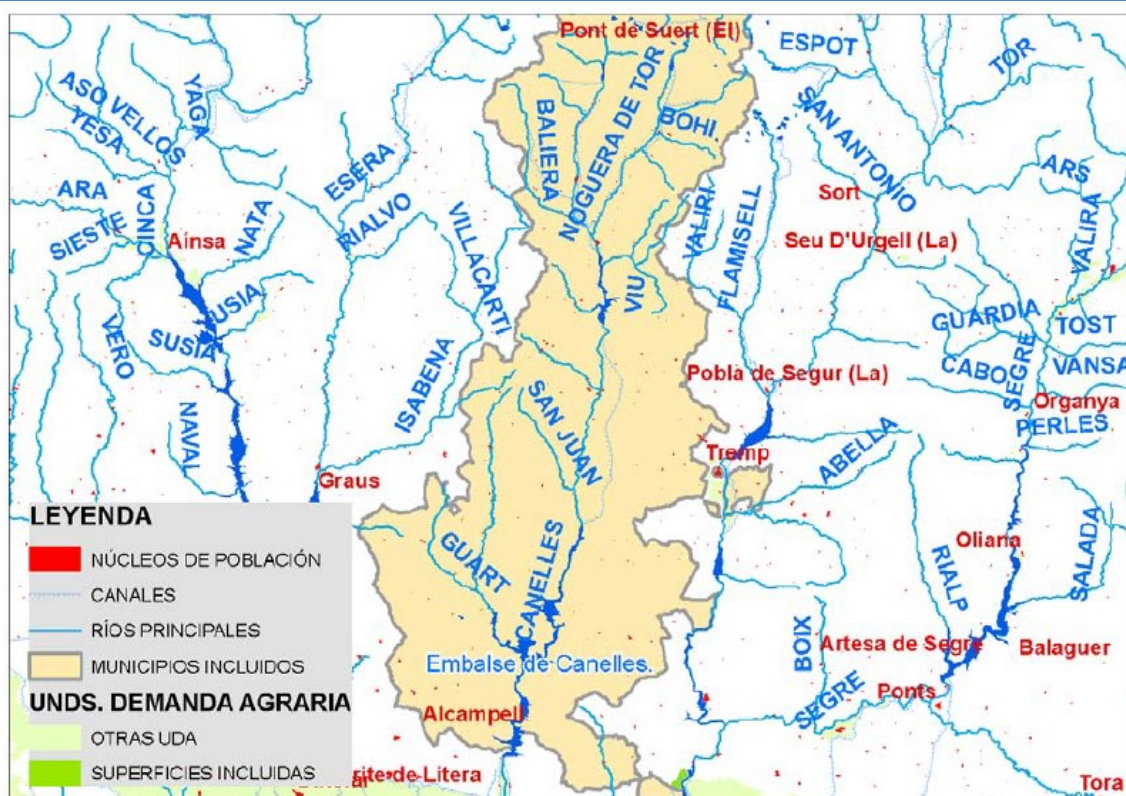 Pont de Suert (El)
ESPOT
TOR
ASO VELLOS
YAGA
YESA
BALIERA
NOGUERA DE TOR
BOHI
SAN ANTONIO
ESERA
ARS
ARA
CINCA
SIESTE
Aínsa
NATA
RIALVO
VILLACARTI
VALIRI
FLAMISELL
Sort
VALIRA
Seu D'Urgell (La)
USIA
SUSIA
VERO
VIU
GUARDIA
TOST
SEGRE
CABO
VANSA
ISABENA
Pobla de Segur (La)
Organya
PERLES
NAVAL
SAN JUAN
Tremp
ABELLA
Graus
LEYENDA
NÚCLEOS DE POBLACIÓN
CANALES
RÍOS PRINCIPALES
MUNICIPIOS INCLUIDOS
UNDS. DEMANDA AGRARIA
OTRAS UDA
SUPERFICIES INCLUIDAS
GUART
CANELLES
Oliana
SALADA
RIALP
BOIX
Artesa de Segre
Balaguer
Embalse de Canelles.
Ponts
SEGRE
Alcampell
rite de Litera
Tora